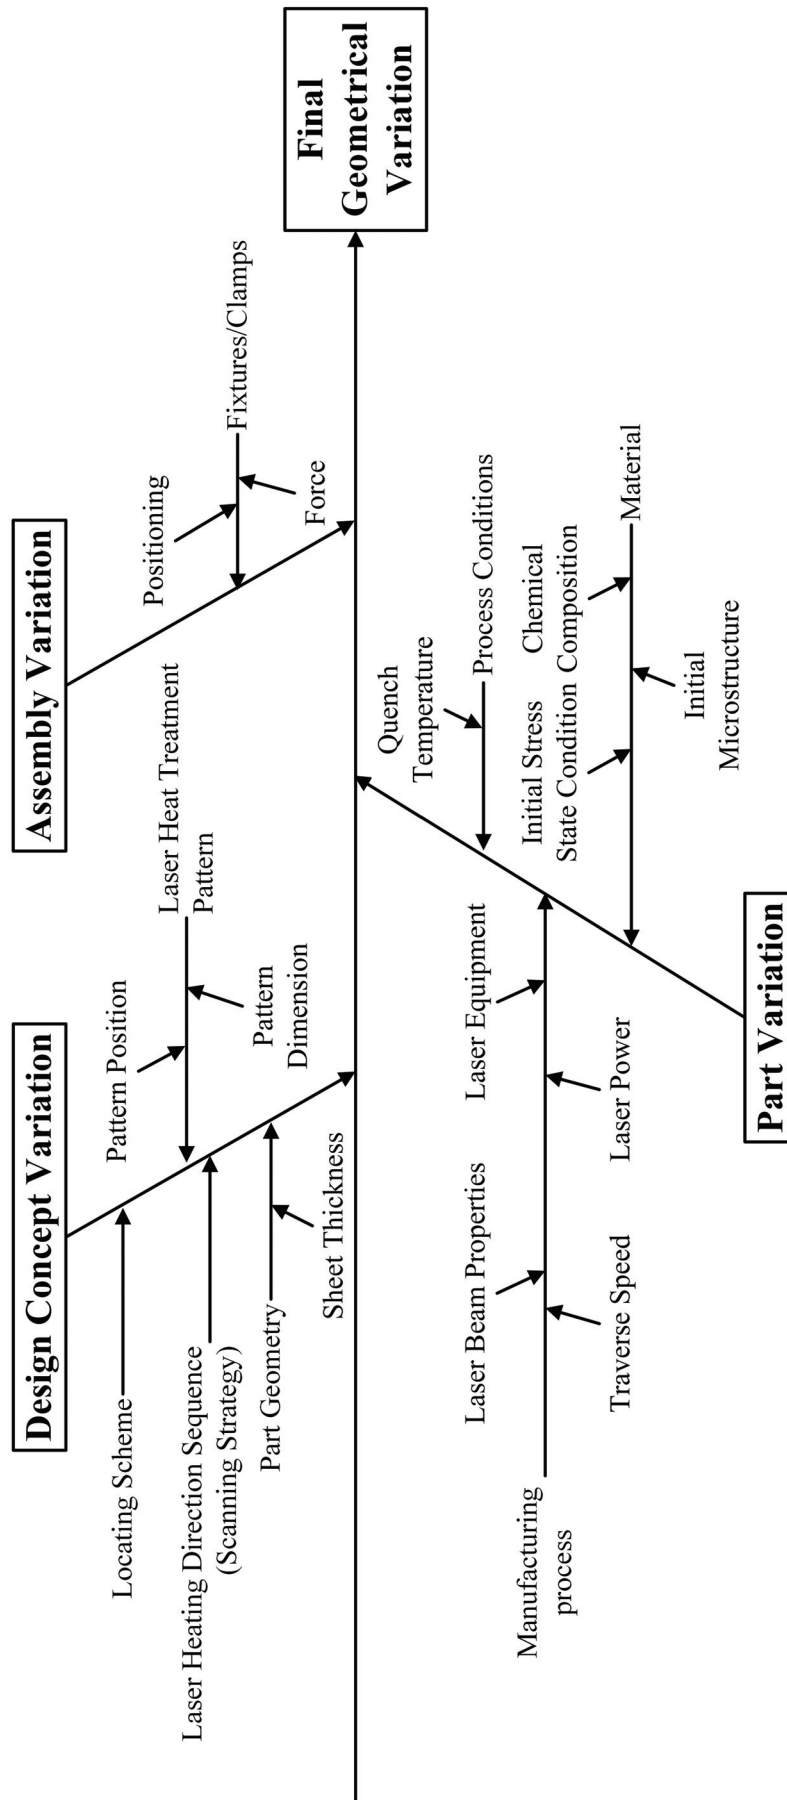 Design Concept Variation
Locating Scheme
Laser Heating Direction Sequence
(Scanning Strategy)
Part Geometry
Sheet Thickness
Pattern Position
Laser Heat Treatment
Pattern
Pattern
Dimension
Assembly Variation
Positioning
Fixtures/Clamps
Force
Final
Geometrical
Variation
Manufacturing
process
Laser Beam Properties
Traverse Speed
Laser Equipment
Laser Power
Quench
Temperature
Process Conditions
Initial Stress
State Condition
Chemical
Composition
Material
Initial
Microstructure
Part Variation